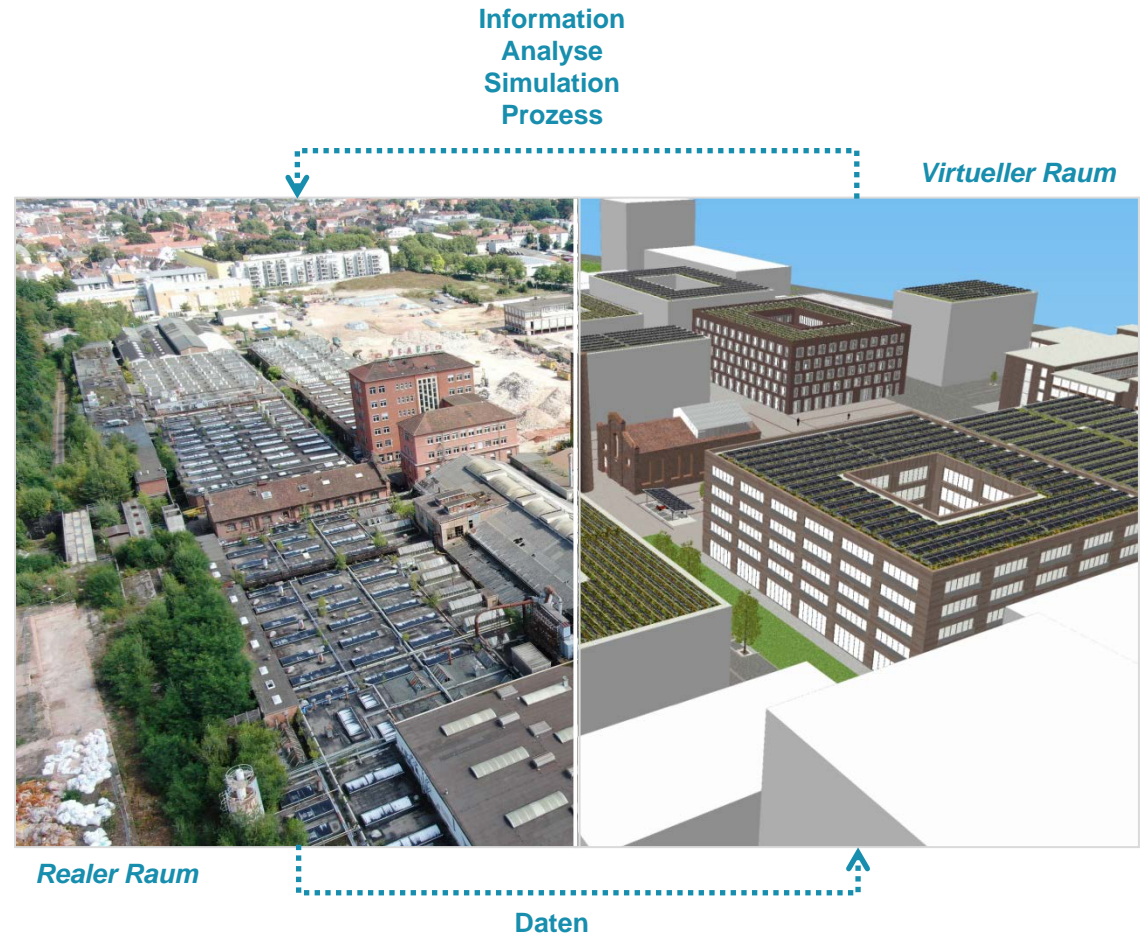 Information
Analyse
Simulation
Prozess
Virtueller Raum
Realer Raum
Daten